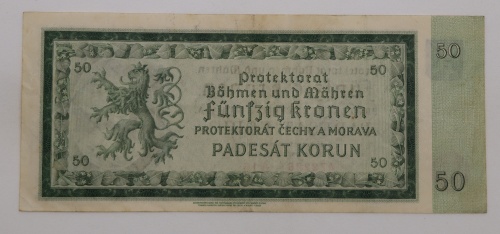 50
50 50
Protektorat
Böhmen und Mähren
Fünfzig Kronen
PROTEKTORÁT ČECHY A MORAVA
PADESÁT KORUN
50 50
50